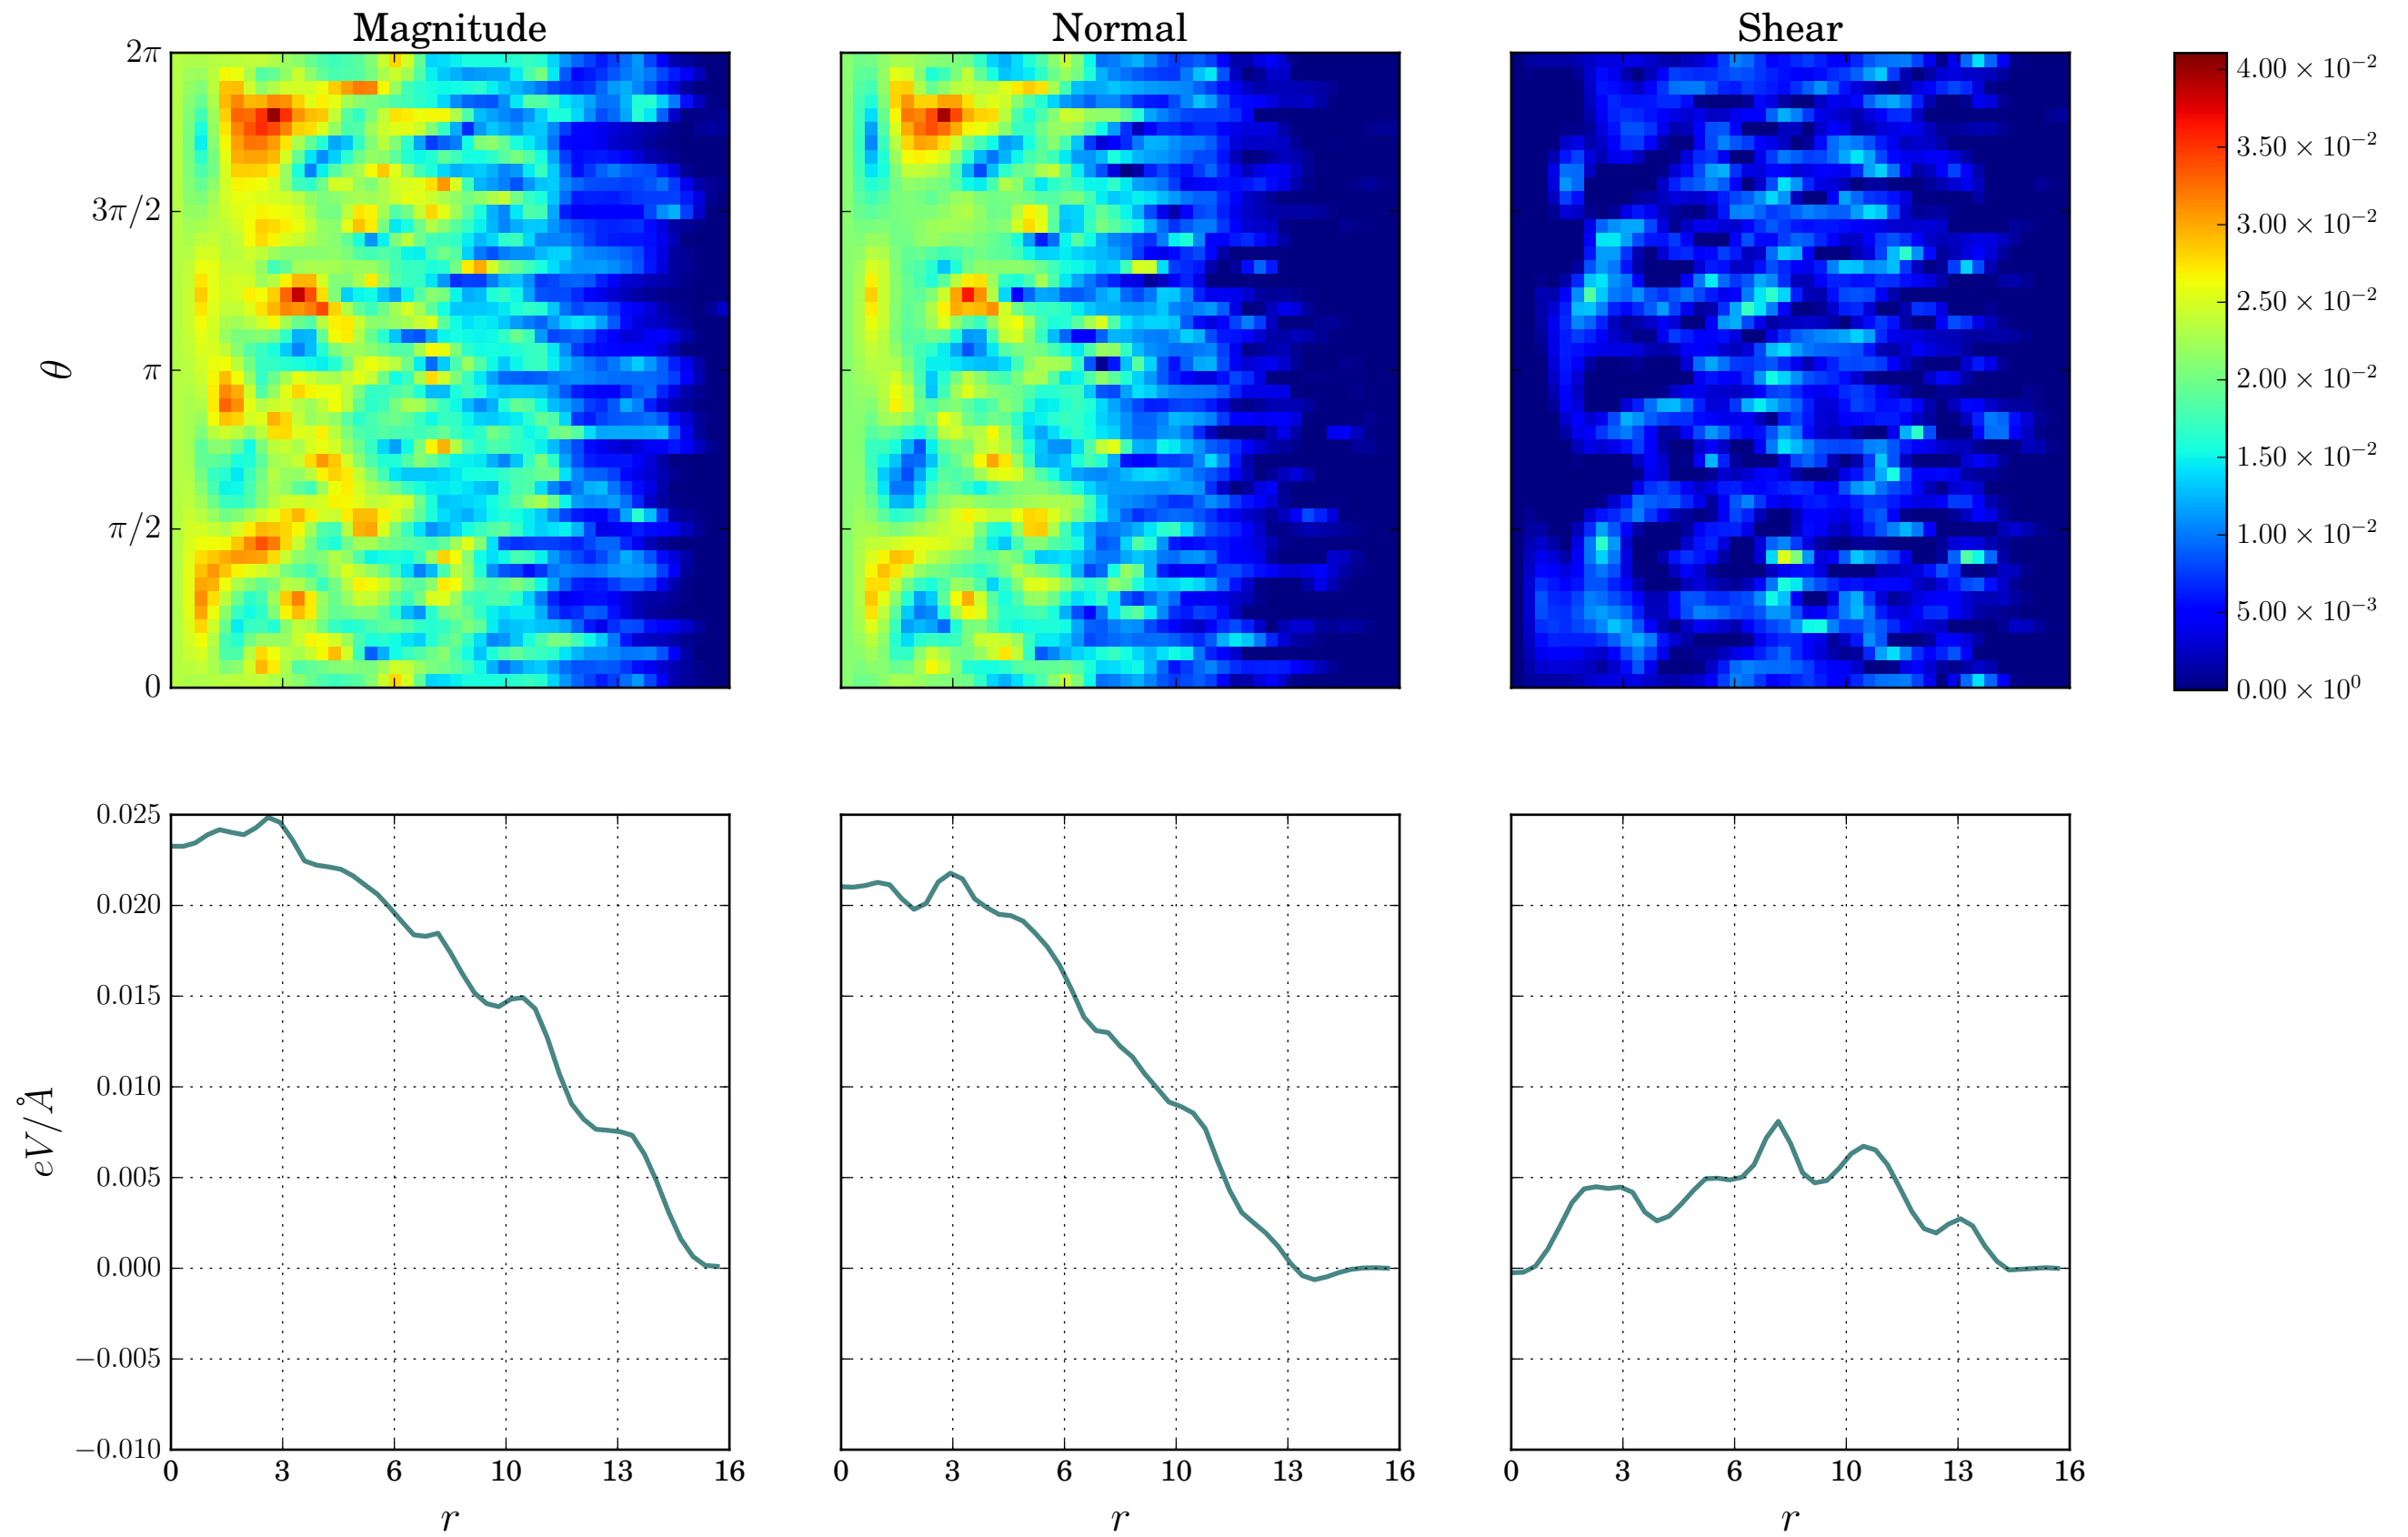 Magnitude Normal Shear
2π
3π/2
π
π/2
0
θ
4.00 × 10⁻²
3.50 × 10⁻²
3.00 × 10⁻²
2.50 × 10⁻²
2.00 × 10⁻²
1.50 × 10⁻²
1.00 × 10⁻²
5.00 × 10⁻³
0.00 × 10⁰
0.025
0.020
0.015
0.010
0.005
0.000
−0.005
−0.010
eV/Å
0 3 6 10 13 16
0 3 6 10 13 16
0 3 6 10 13 16
r r r